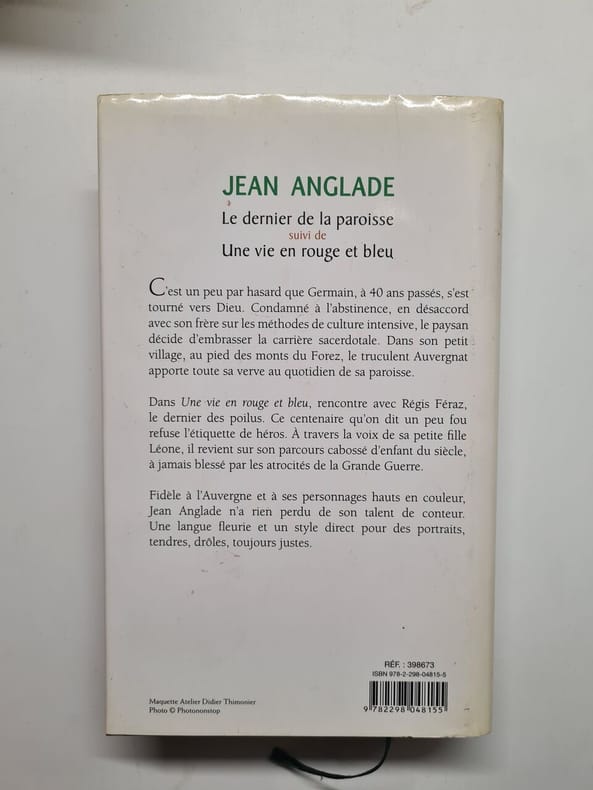 JEAN ANGLADE
Le dernier de la paroisse
suivi de
Une vie en rouge et bleu
C'est un peu par hasard que Germain, à 40 ans passés, s'est
tourné vers Dieu. Condamné à l'abstinence, en désaccord
avec son frère sur les méthodes de culture intensive, le paysan
décide d'embrasser la carrière sacerdotale. Dans son petit
village, au pied des monts du Forez, le truculent Auvergnat
apporte toute sa verve au quotidien de sa paroisse.
Dans Une vie en rouge et bleu, rencontre avec Régis Féraz,
le dernier des poilus. Ce centenaire qu'on dit un peu fou
refuse l'étiquette de héros. À travers la voix de sa petite fille
Léone, il revient sur son parcours cabossé d'enfant du siècle,
à jamais blessé par les atrocités de la Grande Guerre.
Fidèle à l'Auvergne et à ses personnages hauts en couleur,
Jean Anglade n'a rien perdu de son talent de conteur.
Une langue fleurie et un style direct pour des portraits,
tendres, drôles, toujours justes.
RÉF. : 398673
ISBN 978-2-298-04815-5
9 782298 048155
Maquette Atelier Didier Thimonier
Photo © Photononstop